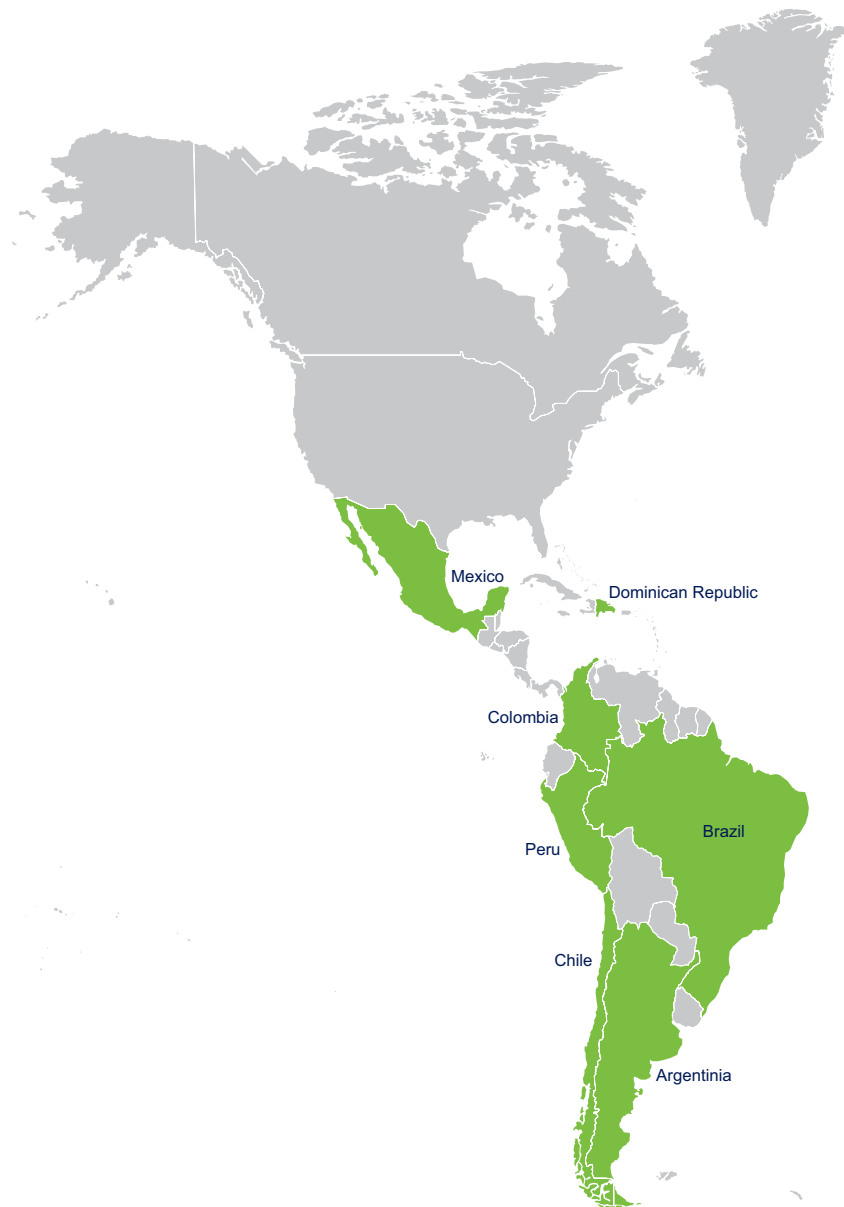 Mexico
Dominican Republic
Colombia
Brazil
Peru
Chile
Argentinia